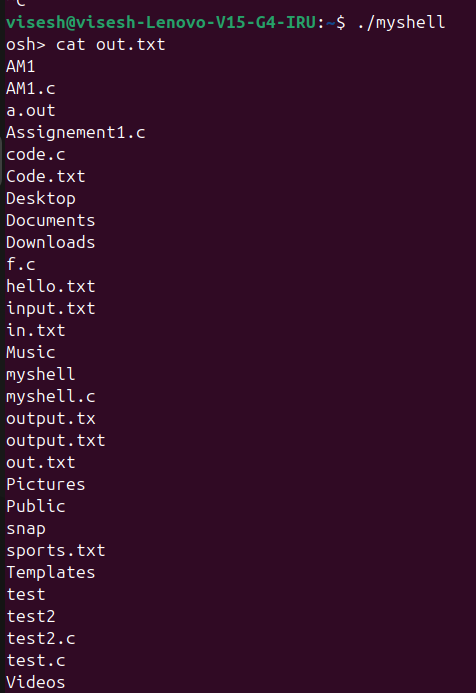 C
visesh@visesh-Lenovo-V15-G4-IRU:~$ ./myshell
osh> cat out.txt
AM1
AM1.c
a.out
Assignement1.c
code.c
Code.txt
Desktop
Documents
Downloads
f.c
hello.txt
input.txt
in.txt
Music
myshell
myshell.c
output.tx
output.txt
out.txt
Pictures
Public
snap
sports.txt
Templates
test
test2
test2.c
test.c
Videos